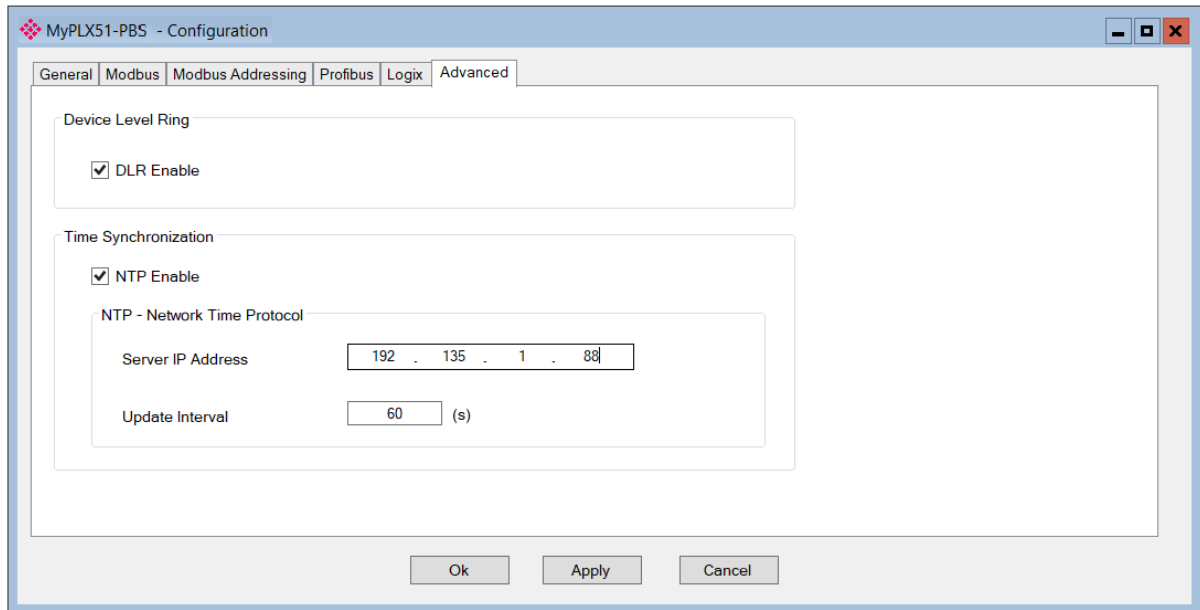 MyPLX51-PBS - Configuration
General Modbus Modbus Addressing Profibus Logix Advanced
Device Level Ring
DLR Enable
Time Synchronization
NTP Enable
NTP - Network Time Protocol
Server IP Address 192 . 135 . 1 . 88
Update Interval 60 (s)
Ok Apply Cancel